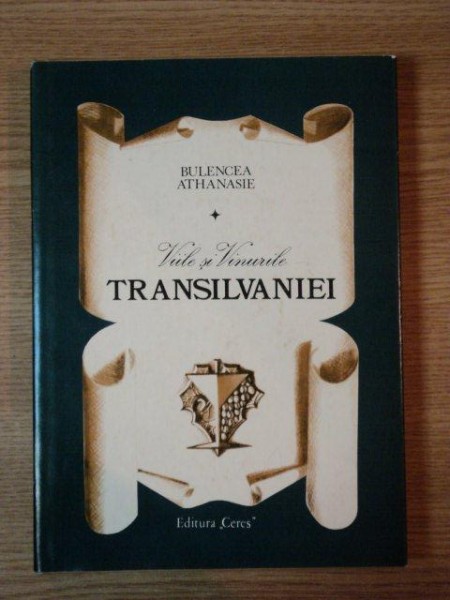 BULENCEA
ATHANASIE
Viile și Vinurile
TRANSILVANIEI
Editura „Ceres"